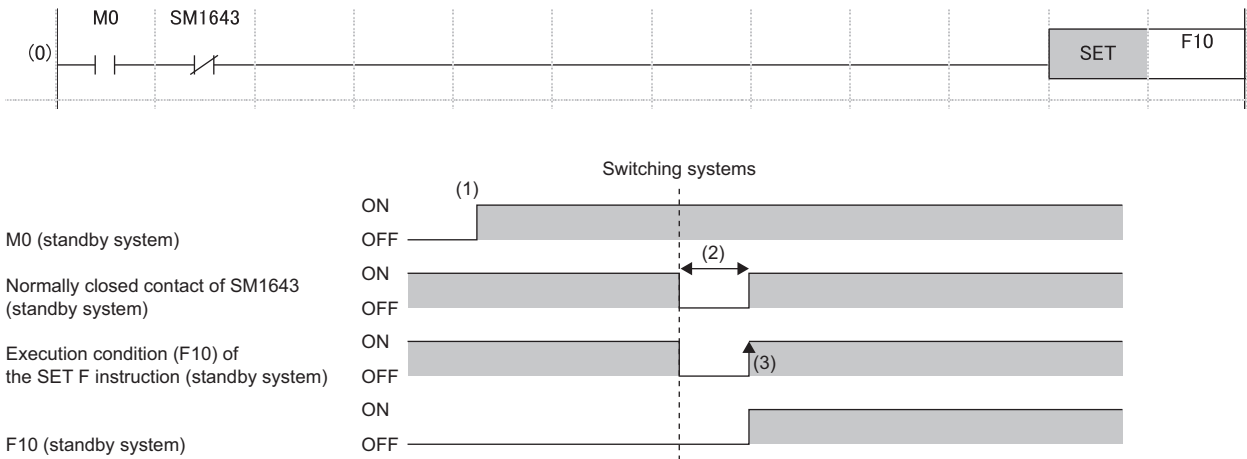 M0 SM1643
(0)
SET F10
Switching systems
(1)
ON
M0 (standby system) OFF
(2)
ON
Normally closed contact of SM1643
(standby system) OFF
ON
Execution condition (F10) of
(3)
the SET F instruction (standby system) OFF
ON
F10 (standby system) OFF